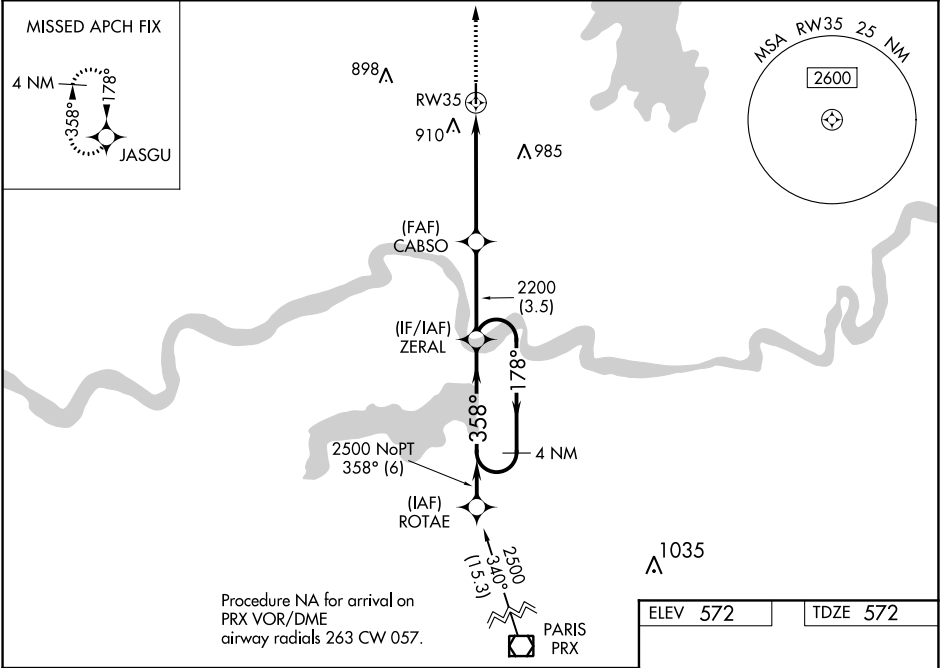 MISSED APCH FIX
4 NM
178°
358°
JASGU
898
RW35
910
985
MSA RW35 25 NM
2600
(FAF)
CABSO
2200
(3.5)
(IF/IAF)
ZERAL
178°
358°
2500 NoPT
358° (6)
4 NM
(IAF)
ROTAE
2500
340°
(15.3)
1035
Procedure NA for arrival on
PRX VOR/DME
airway radials 263 CW 057.
PARIS
PRX
ELEV 572
TDZE 572